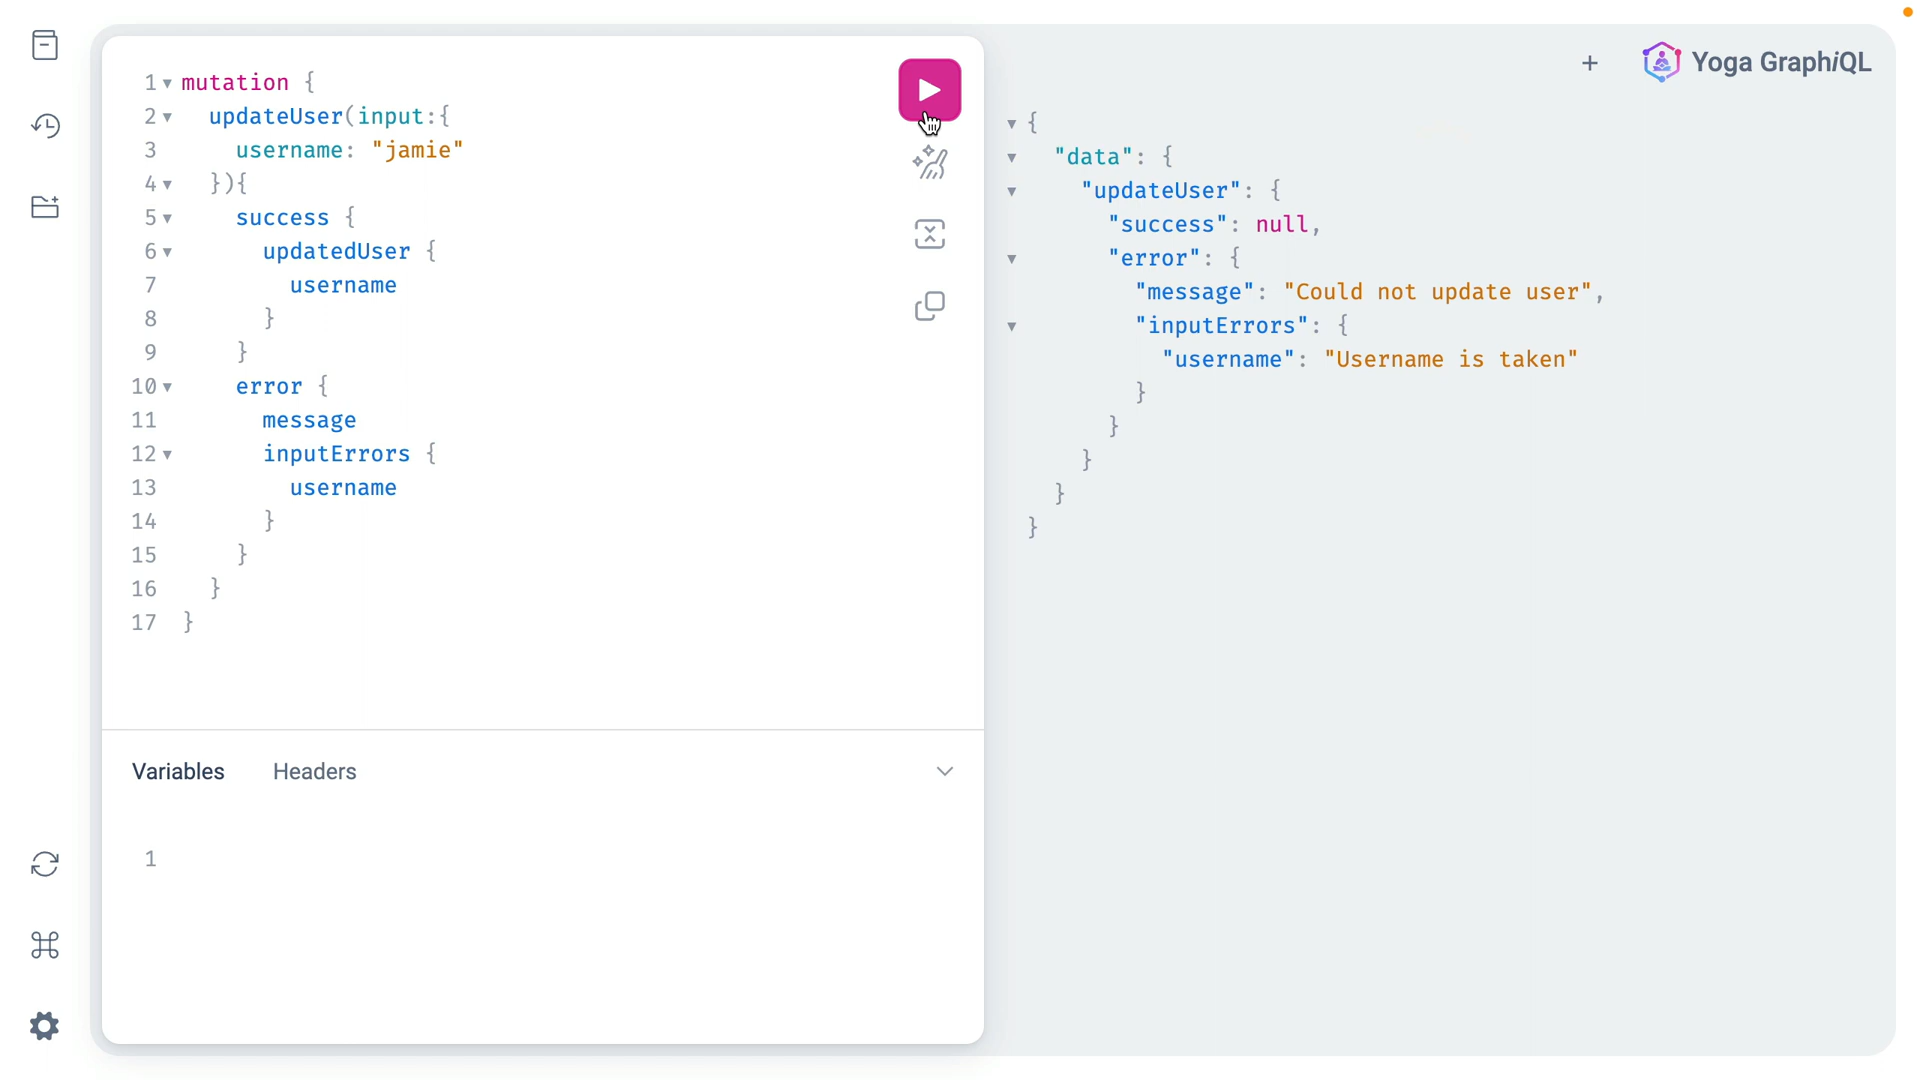 1 mutation {
2 updateUser(input:{
3 username: "jamie"
4 }){
5 success {
6 updatedUser {
7 username
8 }
9 }
10 error {
11 message
12 inputErrors {
13 username
14 }
15 }
16 }
17 }
Variables Headers
1
+ Yoga GraphiQL
{
"data": {
"updateUser": {
"success": null,
"error": {
"message": "Could not update user",
"inputErrors": {
"username": "Username is taken"
}
}
}
}
}